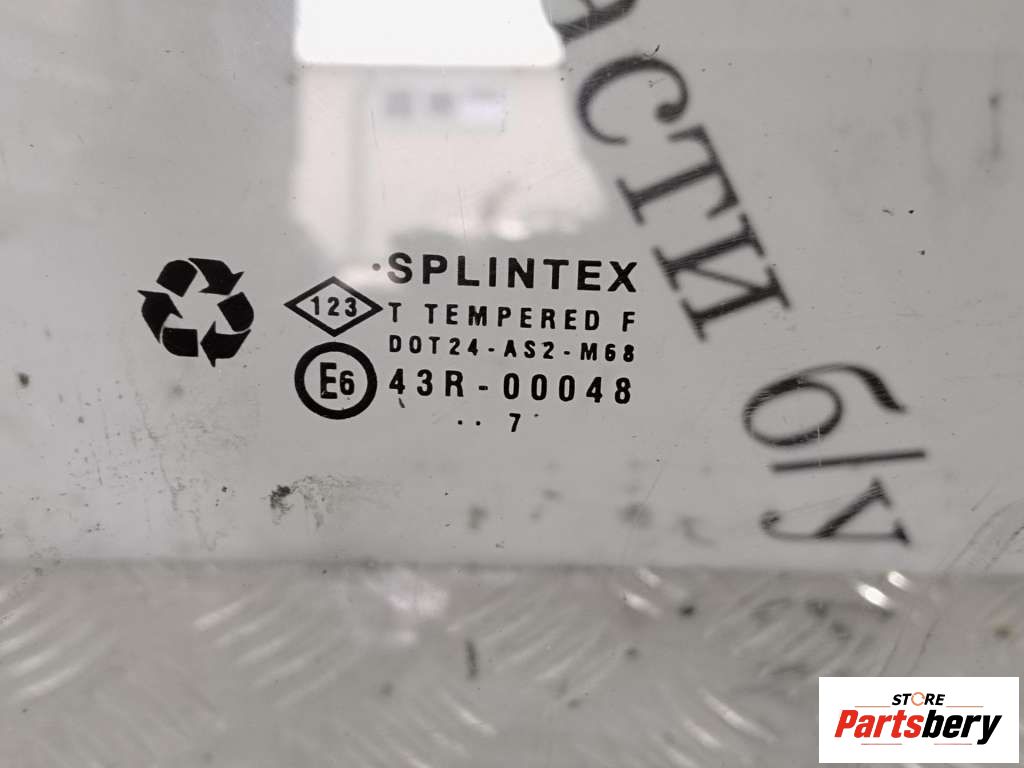 асти б/у
·SPLINTEX
123
T TEMPERED F
DOT24-AS2-M68
E6
43R-00048
.. 7
STORE
Partsbery